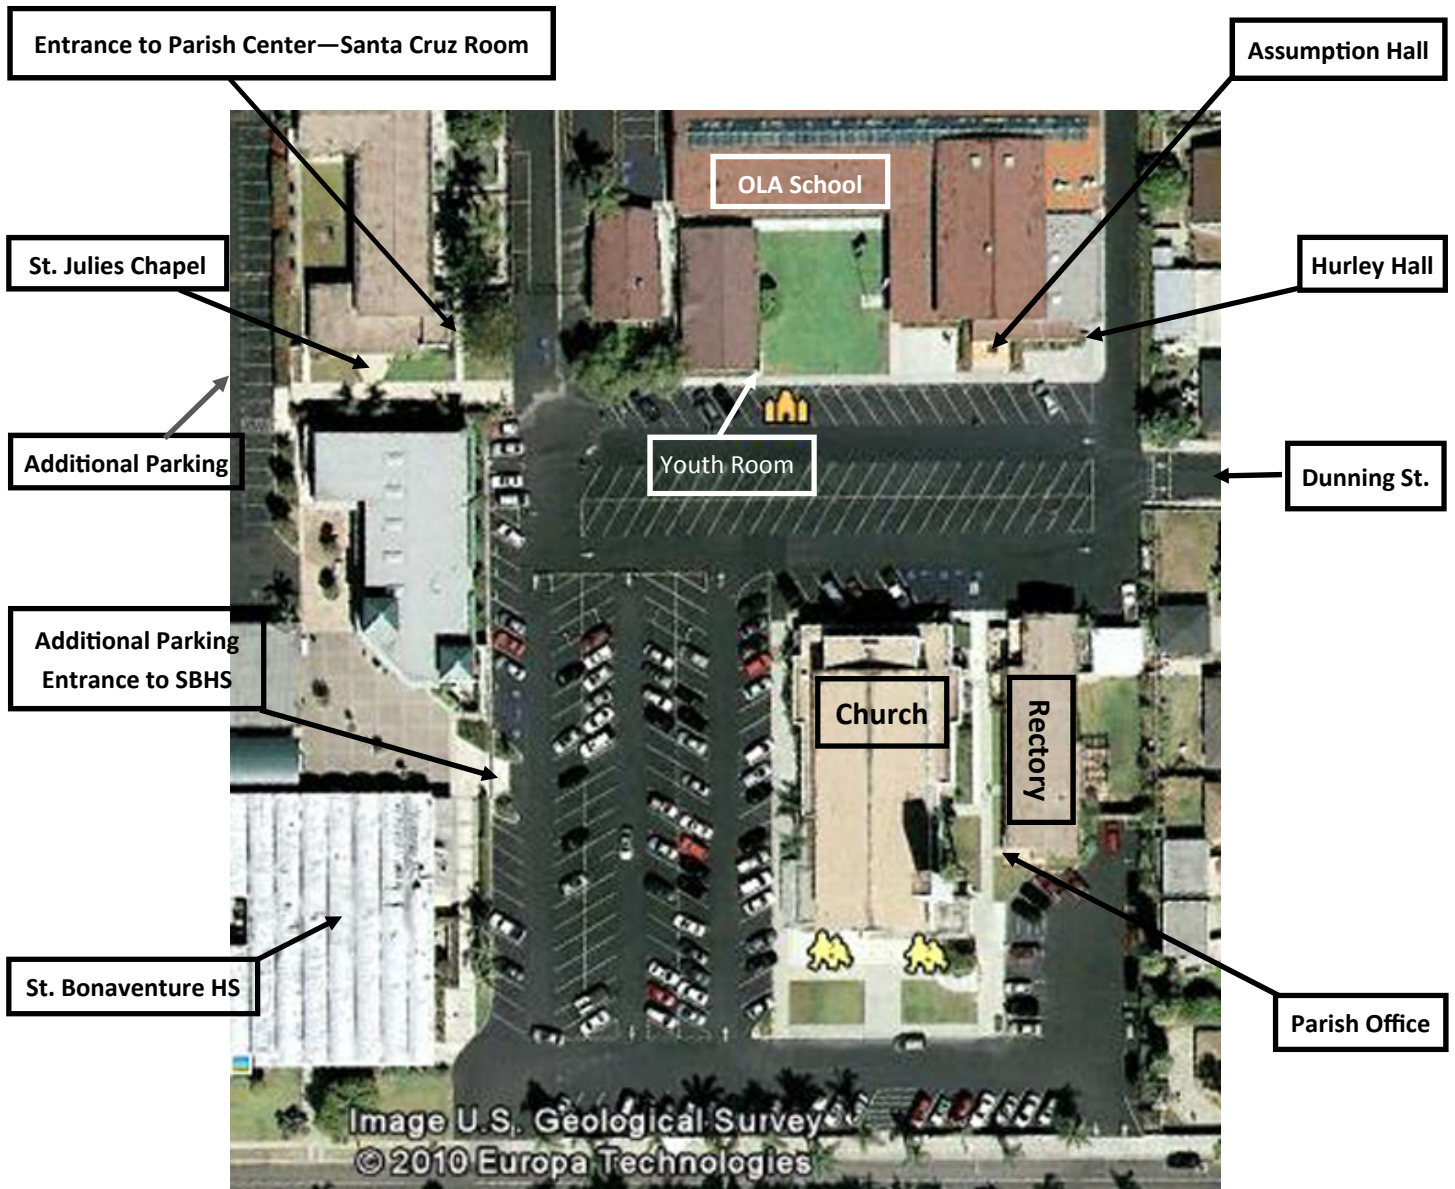 Entrance to Parish Center—Santa Cruz Room
Assumption Hall
OLA School
St. Julies Chapel
Hurley Hall
Additional Parking
Youth Room
Dunning St.
Additional Parking
Entrance to SBHS
Church
Rectory
St. Bonaventure HS
Parish Office
Image U.S. Geological Survey
© 2010 Europa Technologies